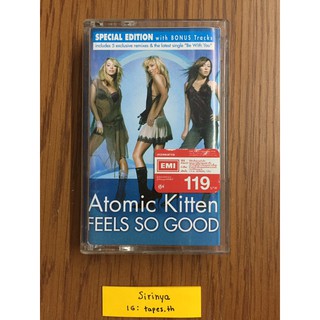 SPECIAL EDITION with BONUS Tracks
Includes 5 exclusive remixes & the latest single "Be With You"
EMI
119
Atomic Kitten
FEELS SO GOOD
Sirinya
IG: tapes.th